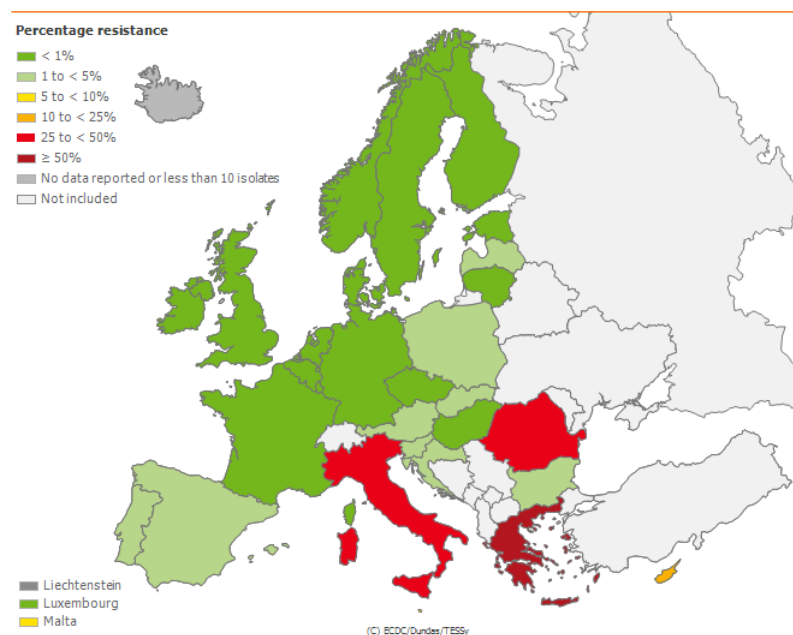 Percentage resistance
< 1%
1 to < 5%
5 to < 10%
10 to < 25%
25 to < 50%
≥ 50%
No data reported or less than 10 isolates
Not included
Liechtenstein
Luxembourg
Malta
(C) ECDC/Dundas/TESSy